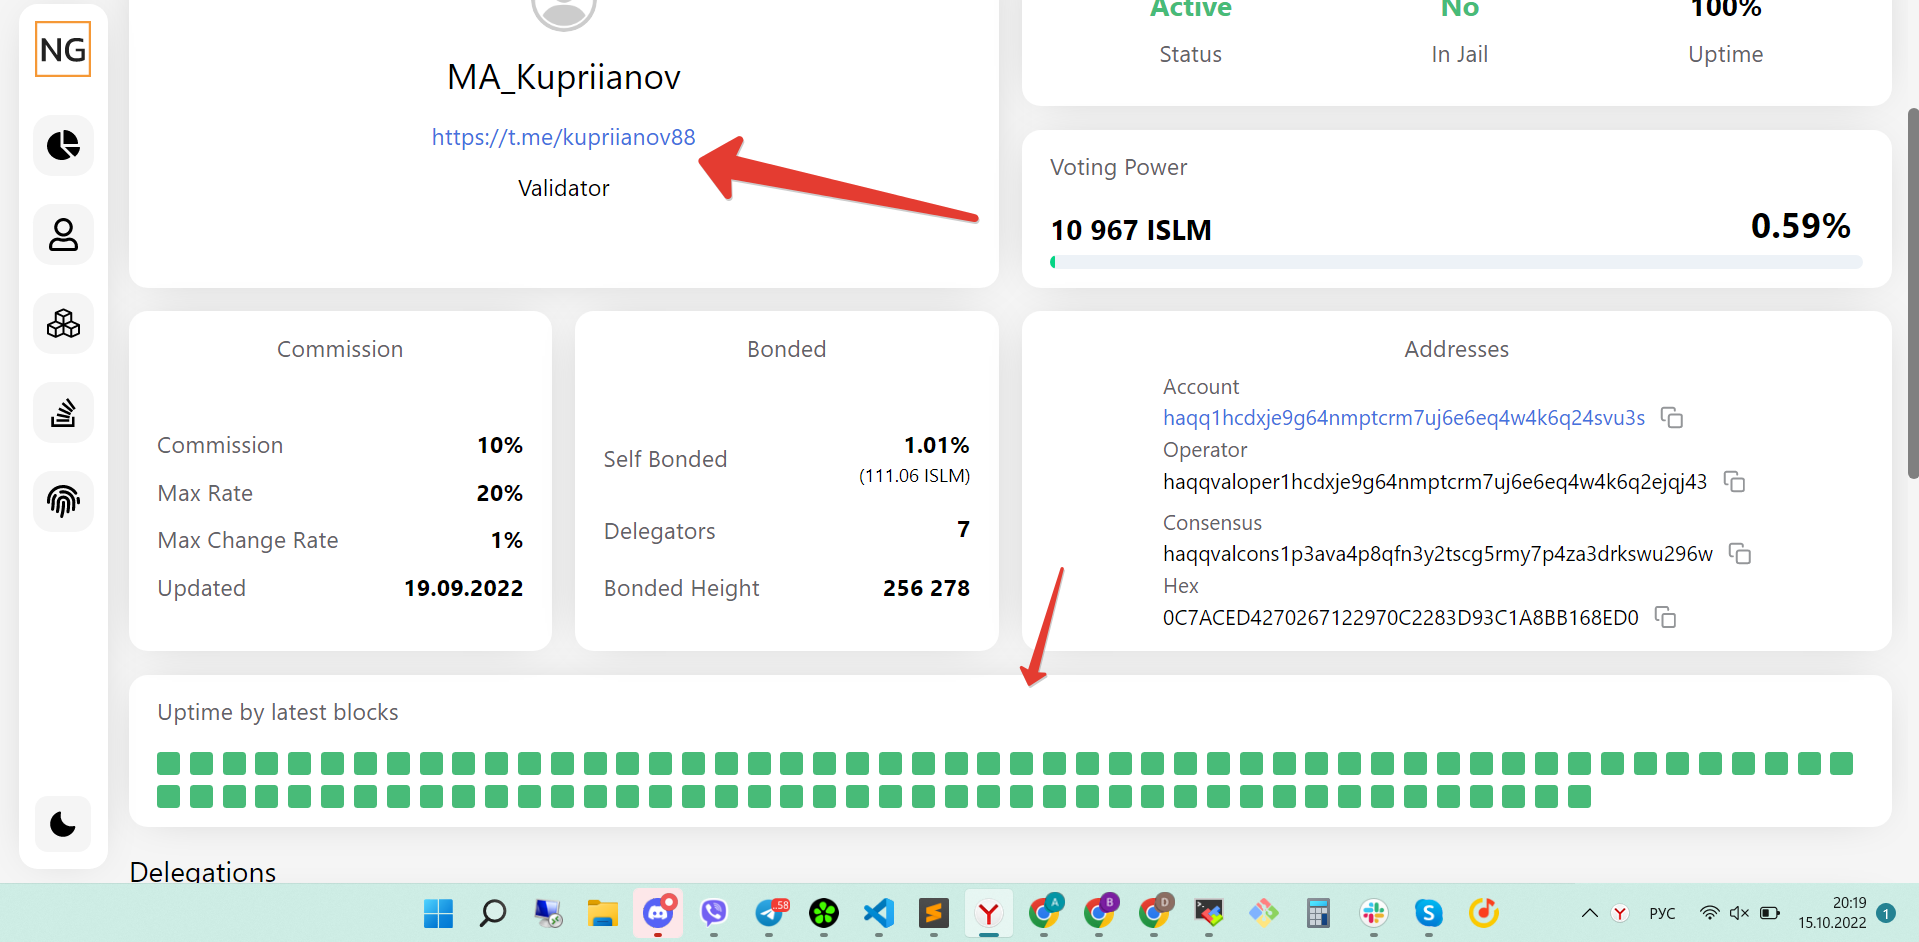 NG
MA_Kupriianov
https://t.me/kupriianov88
Validator
Active
Status
No
In Jail
100%
Uptime
Voting Power
10 967 ISLM
0.59%
Commission
Commission 10%
Max Rate 20%
Max Change Rate 1%
Updated 19.09.2022
Bonded
Self Bonded 1.01%
(111.06 ISLM)
Delegators 7
Bonded Height 256 278
Addresses
Account
haqq1hcdxje9g64nmptcrm7uj6e6eq4w4k6q24svu3s
Operator
haqqvaloper1hcdxje9g64nmptcrm7uj6e6eq4w4k6q2ejqj43
Consensus
haqqvalcons1p3ava4p8qfn3y2tscg5rmy7p4za3drkswu296w
Hex
0C7ACED4270267122970C2283D93C1A8BB168ED0
Uptime by latest blocks
Delegations
58
A
B
D
РУС
20:19
15.10.2022
1